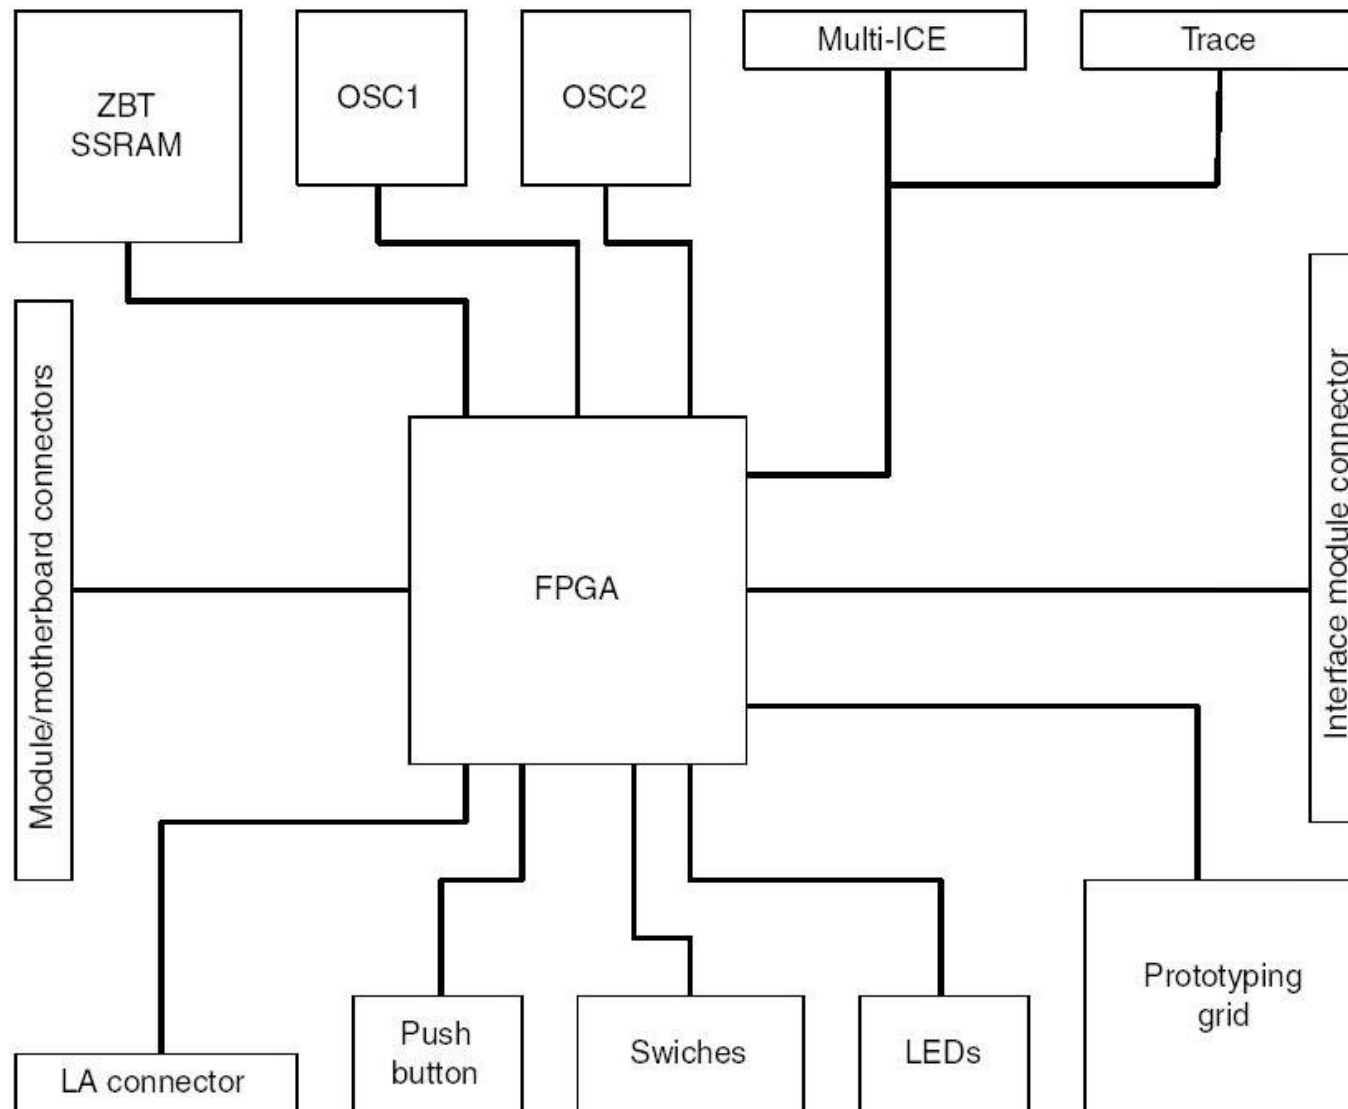 ZBT
SSRAM
OSC1
OSC2
Multi-ICE
Trace
Module/motherboard connectors
FPGA
Interface module connector
LA connector
Push
button
Swiches
LEDs
Prototyping
grid